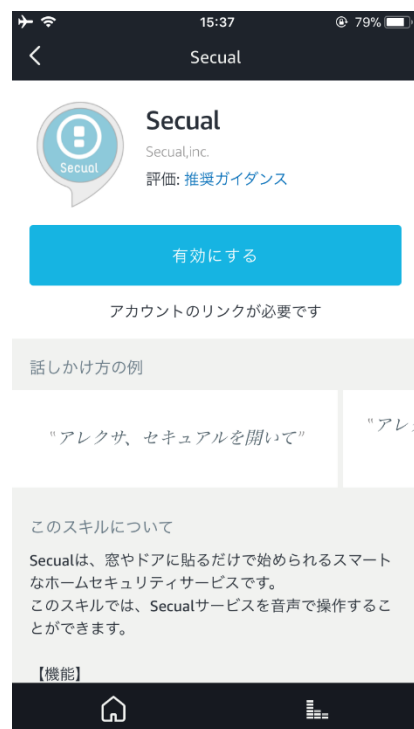 15:37
79%
Secual
Secual
Secual
Secual,inc.
評価: 推奨ガイダンス
有効にする
アカウントのリンクが必要です
話しかけ方の例
"アレクサ、セキュアルを開いて"
"アレ
このスキルについて
Secualは、窓やドアに貼るだけで始められるスマート
なホームセキュリティサービスです。
このスキルでは、Secualサービスを音声で操作するこ
とができます。
【機能】